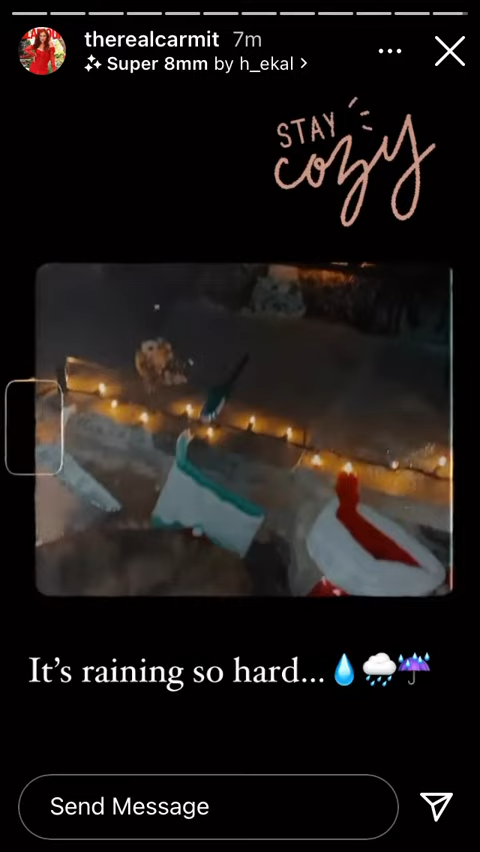 therealcarmit 7m
Super 8mm by h_ekal >
STAY
cozy
It's raining so hard...💧🌧☔
Send Message